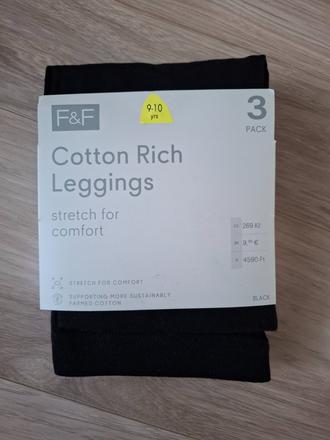 F&F
9-10
yrs
3
PACK
Cotton Rich
Leggings
stretch for
comfort
269 Kč
9,99 €
4590 Ft
STRETCH FOR COMFORT
SUPPORTING MORE SUSTAINABLY
FARMED COTTON
BLACK